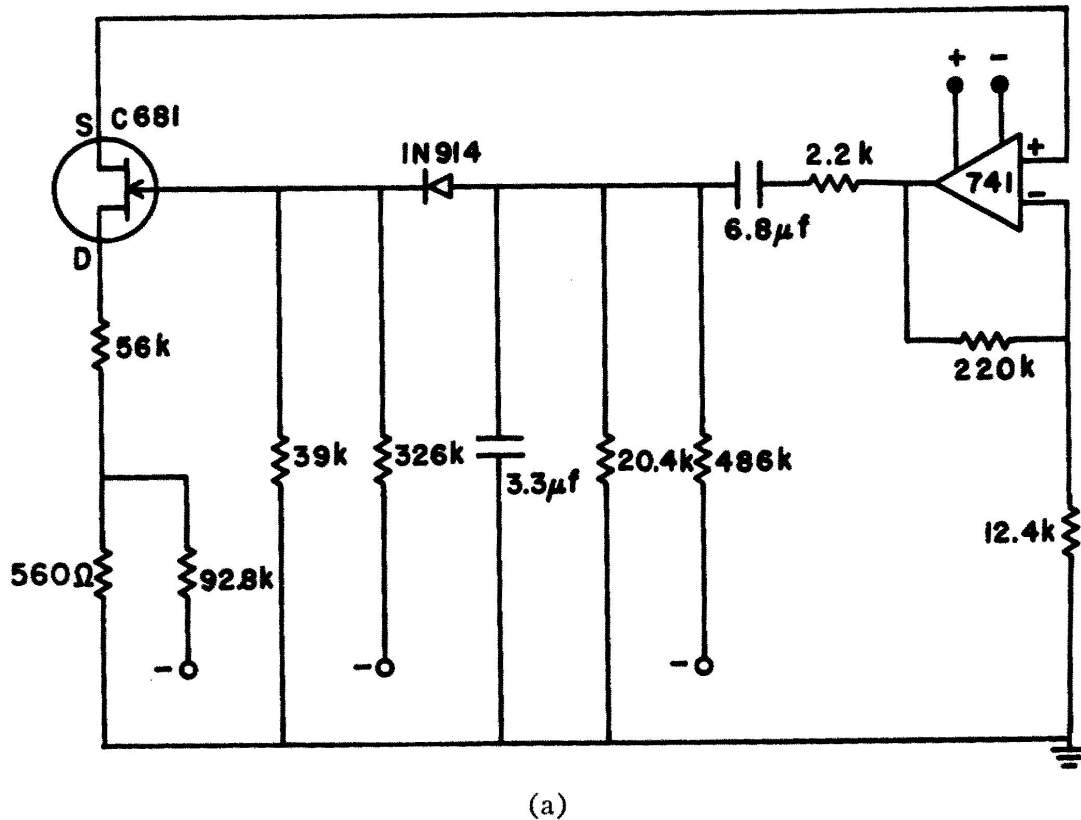 + −
S C681
+
1N914
2.2k
741
−
6.8μf
D
56k
220k
39k
326k
3.3μf
20.4k
486k
12.4k
560Ω
92.8k
−
−
−
(a)